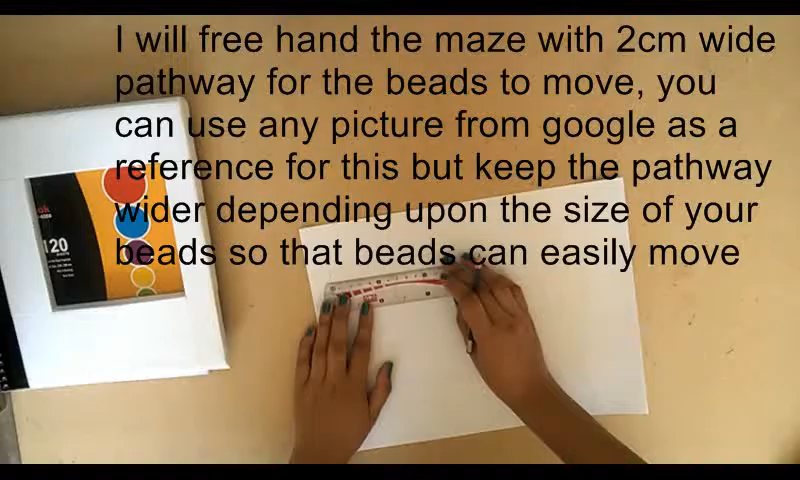 I will free hand the maze with 2cm wide
pathway for the beads to move, you
can use any picture from google as a
reference for this but keep the pathway
wider depending upon the size of your
beads so that beads can easily move
120